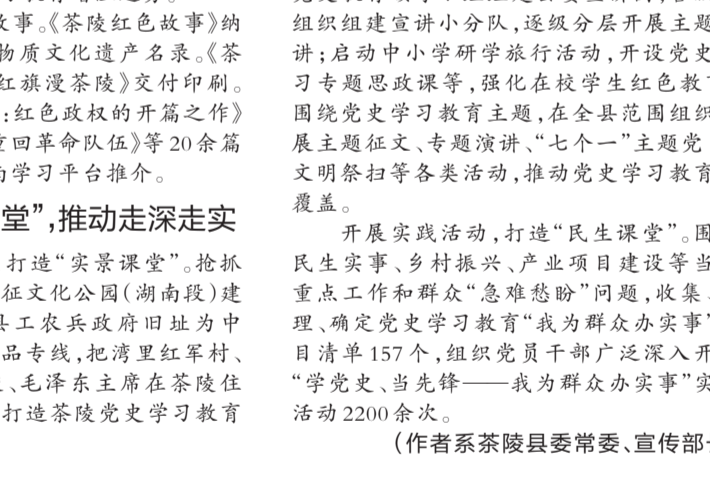 故事。《茶陵红色故事》纳
物质文化遗产名录。《茶
红旗漫茶陵》交付印刷。
:红色政权的开篇之作》
重回革命队伍》等20余篇
学习平台推介。
堂”,推动走深走实
打造“实景课堂”。抢抓
征文化公园(湖南段)建
县工农兵政府旧址为中
品专线,把湾里红军村、
、毛泽东主席在茶陵住
打造茶陵党史学习教育
组织组建宣讲小分队,逐级分层开展主题
讲;启动中小学研学旅行活动,开设党史
习专题思政课等,强化在校学生红色教
围绕党史学习教育主题,在全县范围组织
展主题征文、专题演讲、“七个一”主题党
文明祭扫等各类活动,推动党史学习教育
覆盖。
开展实践活动,打造“民生课堂”。围
民生实事、乡村振兴、产业项目建设等当
重点工作和群众“急难愁盼”问题,收集、
理、确定党史学习教育“我为群众办实事”
目清单157个,组织党员干部广泛深入开
“学党史、当先锋——我为群众办实事”实
活动2200余次。
(作者系茶陵县委常委、宣传部